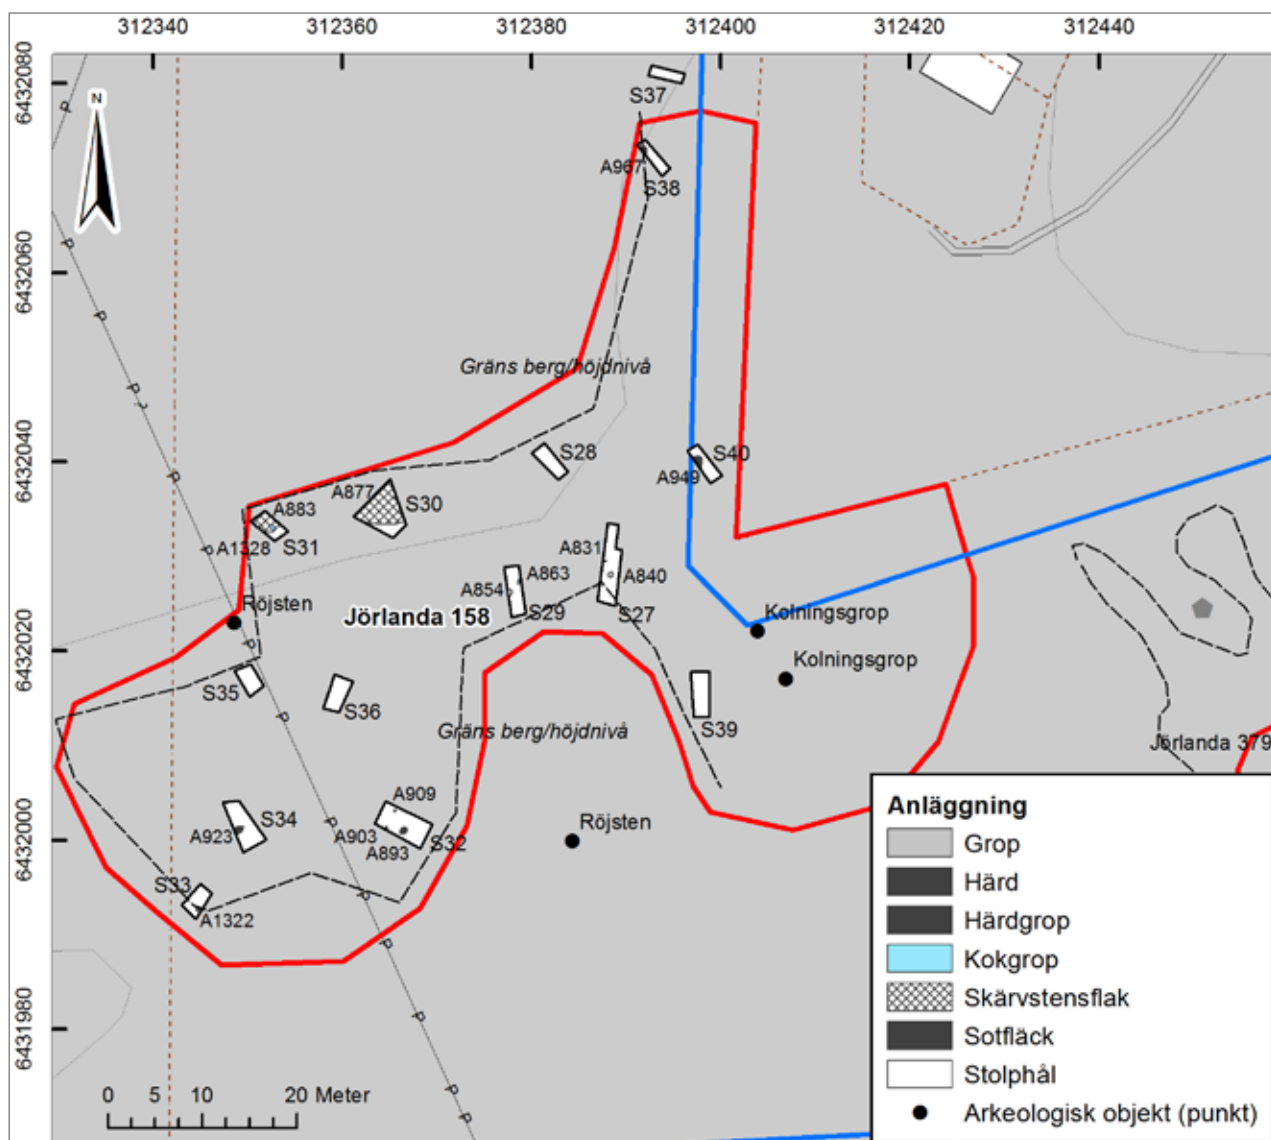 312340
312360
312380
312400
312420
312440
6432080
6432060
6432040
6432020
6432000
6431980
N
P
S37
A967
S38
P
P
Gräns berg/höjdnivå
P
P
S28
S40
A949
A877
S30
A883
A1328
S31
A831
A840
P
A863
A854
S29
S27
Röjsten
Jörlanda 158
Kolningsgrop
P
Kolningsgrop
S35
S36
P
S39
Gräns berg/höjdnivå
Jörlanda 379
A909
S34
P
A923
A903
S32
A893
Röjsten
S33
P
A1322
P
P
P
P
0 5 10 20 Meter
Anläggning
Grop
Härd
Härdgrop
Kokgrop
Skärvstensflak
Sotfläck
Stolphål
Arkeologisk objekt (punkt)